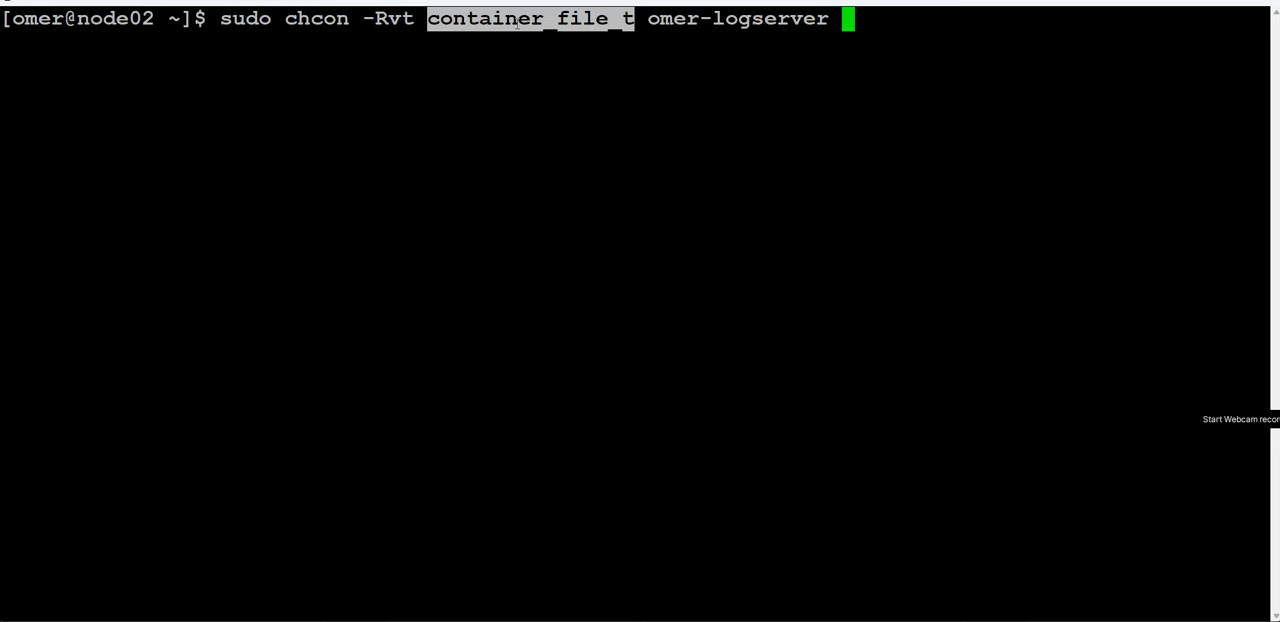 [omer@node02 ~]$ sudo chcon -Rvt container_file_t omer-logserver
Start Webcam recor